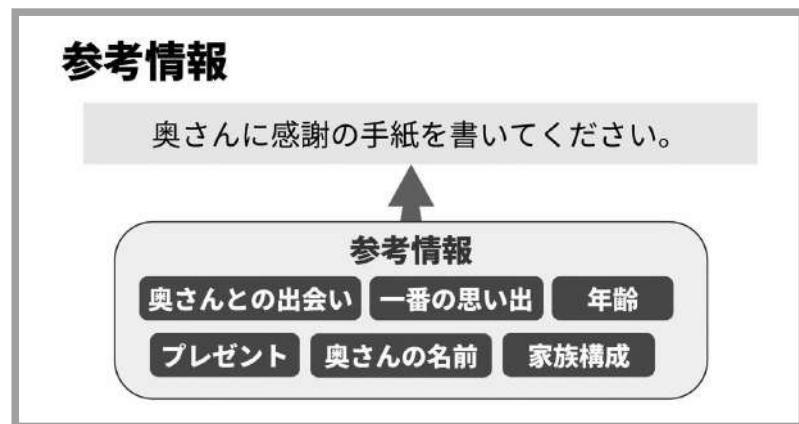 参考情報
奥さんに感謝の手紙を書いてください。
参考情報
奥さんとの出会い 一番の思い出 年齢
プレゼント 奥さんの名前 家族構成